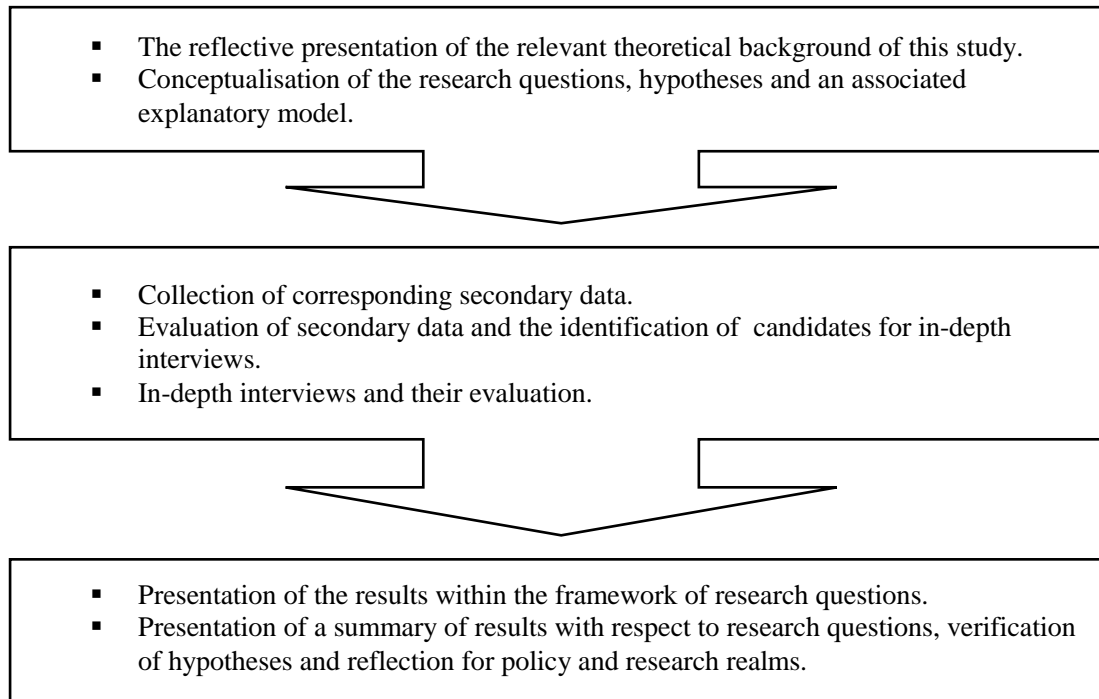 ▪ The reflective presentation of the relevant theoretical background of this study.
▪ Conceptualisation of the research questions, hypotheses and an associated
explanatory model.
▪ Collection of corresponding secondary data.
▪ Evaluation of secondary data and the identification of  candidates for in-depth
interviews.
▪ In-depth interviews and their evaluation.
▪ Presentation of the results within the framework of research questions.
▪ Presentation of a summary of results with respect to research questions, verification
of hypotheses and reflection for policy and research realms.